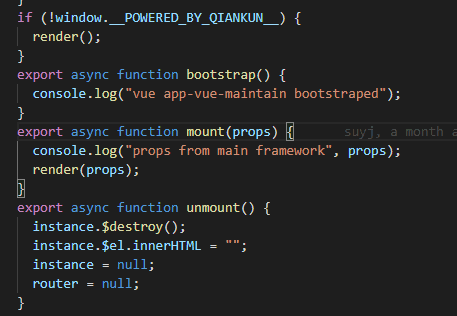 }
if (!window.__POWERED_BY_QIANKUN__) {
  render();
}
export async function bootstrap() {
  console.log("vue app-vue-maintain bootstraped");
}
export async function mount(props) { suyj, a month a
  console.log("props from main framework", props);
  render(props);
}
export async function unmount() {
  instance.$destroy();
  instance.$el.innerHTML = "";
  instance = null;
  router = null;
}